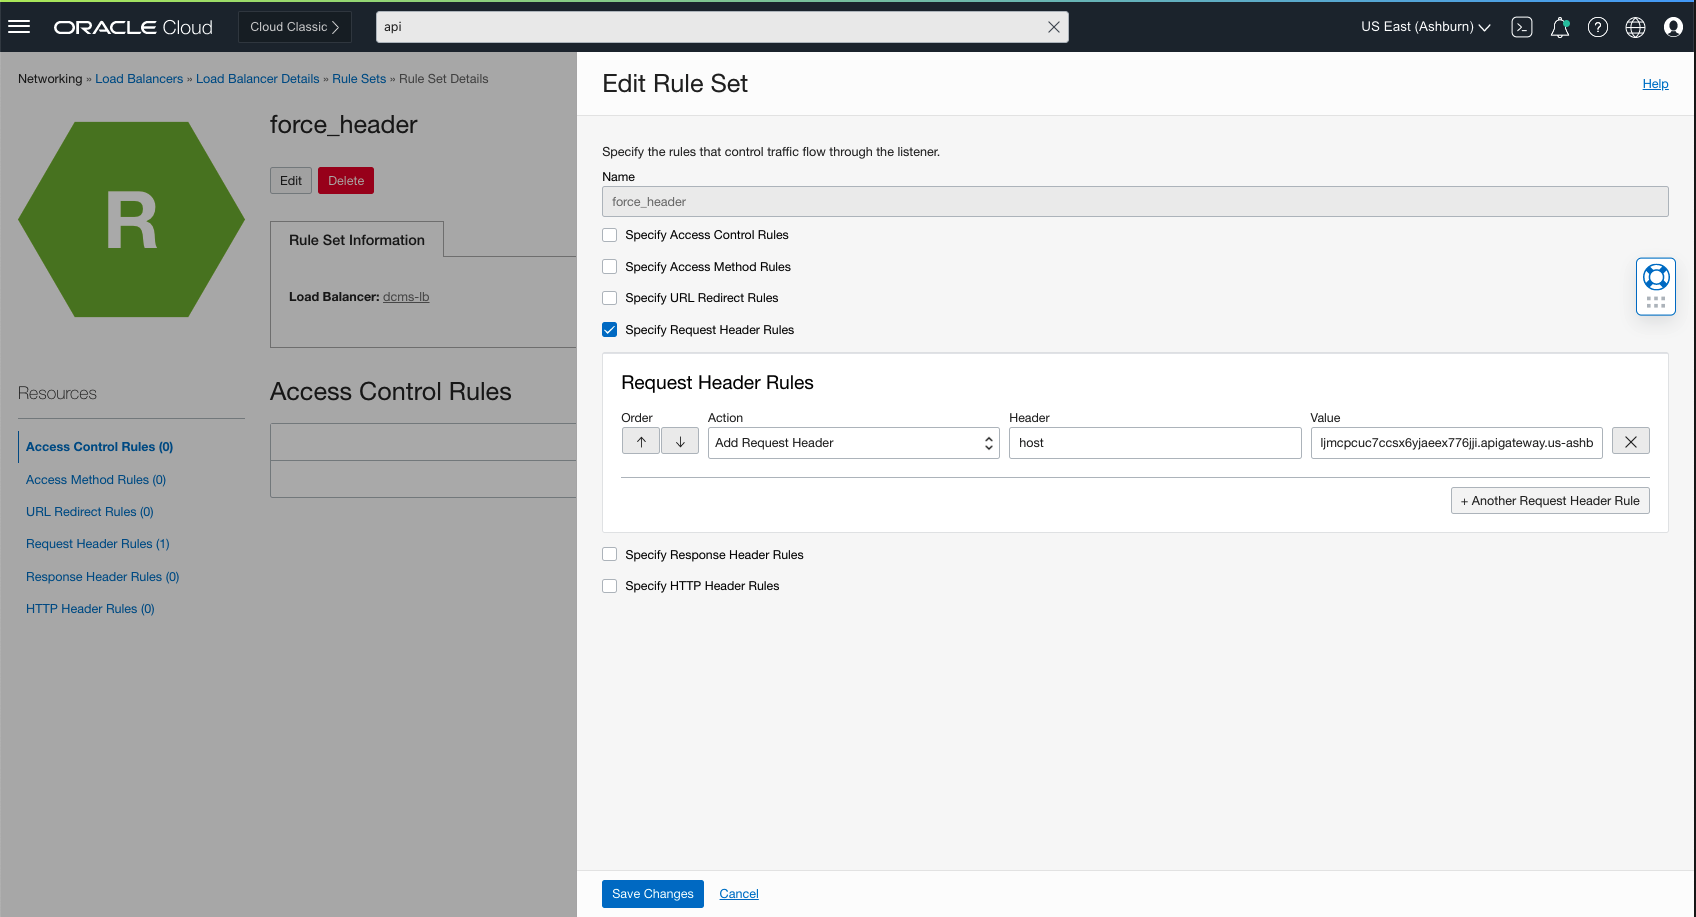 ORACLE Cloud
Cloud Classic
api
US East (Ashburn)
Networking » Load Balancers » Load Balancer Details » Rule Sets » Rule Set Details
R
force_header
Edit
Delete
Rule Set Information
Load Balancer: dcms-lb
Resources
Access Control Rules (0)
Access Method Rules (0)
URL Redirect Rules (0)
Request Header Rules (1)
Response Header Rules (0)
HTTP Header Rules (0)
Access Control Rules
Edit Rule Set
Help
Specify the rules that control traffic flow through the listener.
Name
force_header
Specify Access Control Rules
Specify Access Method Rules
Specify URL Redirect Rules
Specify Request Header Rules
Request Header Rules
Order Action Header Value
Add Request Header host ljmcpcuc7ccsx6yjaeex776jji.apigateway.us-ashb
+ Another Request Header Rule
Specify Response Header Rules
Specify HTTP Header Rules
Save Changes
Cancel